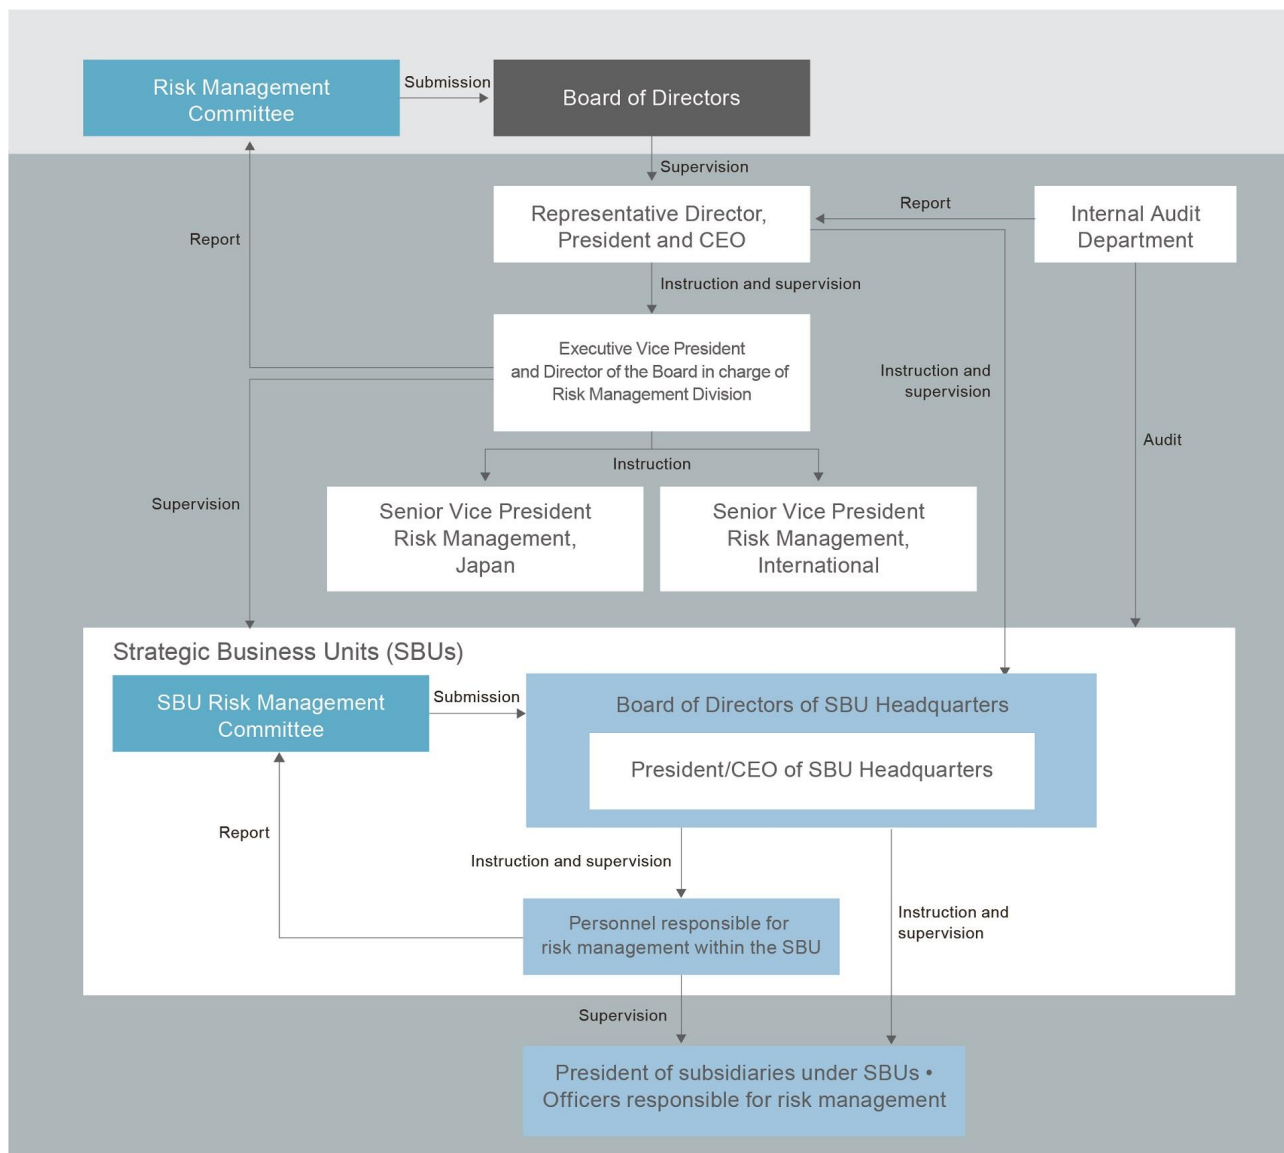 Risk Management
Committee
Submission
Board of Directors
Supervision
Representative Director,
President and CEO
Report
Internal Audit
Department
Report
Instruction and supervision
Executive Vice President
and Director of the Board in charge of
Risk Management Division
Instruction and
supervision
Audit
Instruction
Supervision
Senior Vice President
Risk Management,
Japan
Senior Vice President
Risk Management,
International
Strategic Business Units (SBUs)
SBU Risk Management
Committee
Submission
Board of Directors of SBU Headquarters
President/CEO of SBU Headquarters
Report
Instruction and supervision
Personnel responsible for
risk management within the SBU
Instruction and
supervision
Supervision
President of subsidiaries under SBUs •
Officers responsible for risk management